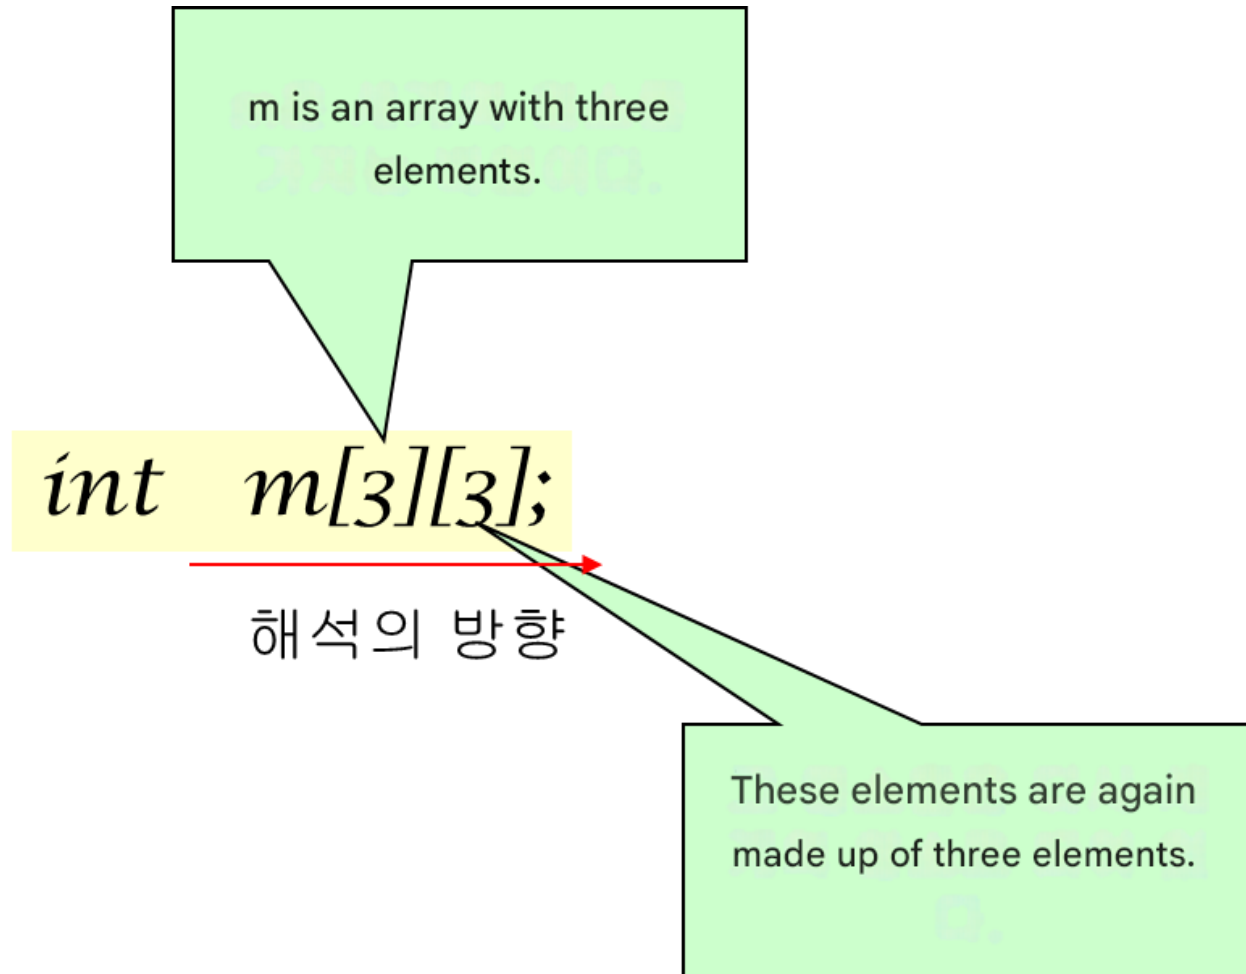 m is an array with three
elements.
int m[3][3];
해석의 방향
These elements are again
made up of three elements.